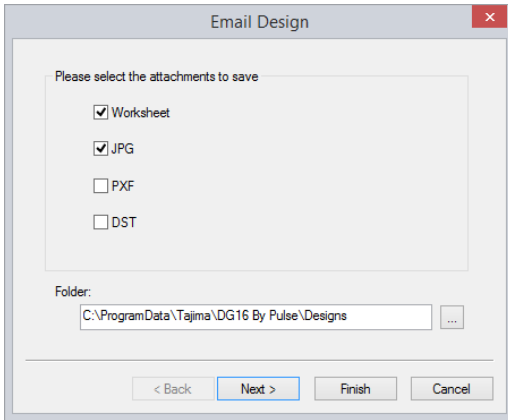 Email Design
Please select the attachments to save
Worksheet
JPG
PXF
DST
Folder:
C:\ProgramData\Tajima\DG16 By Pulse\Designs
...
< Back
Next >
Finish
Cancel